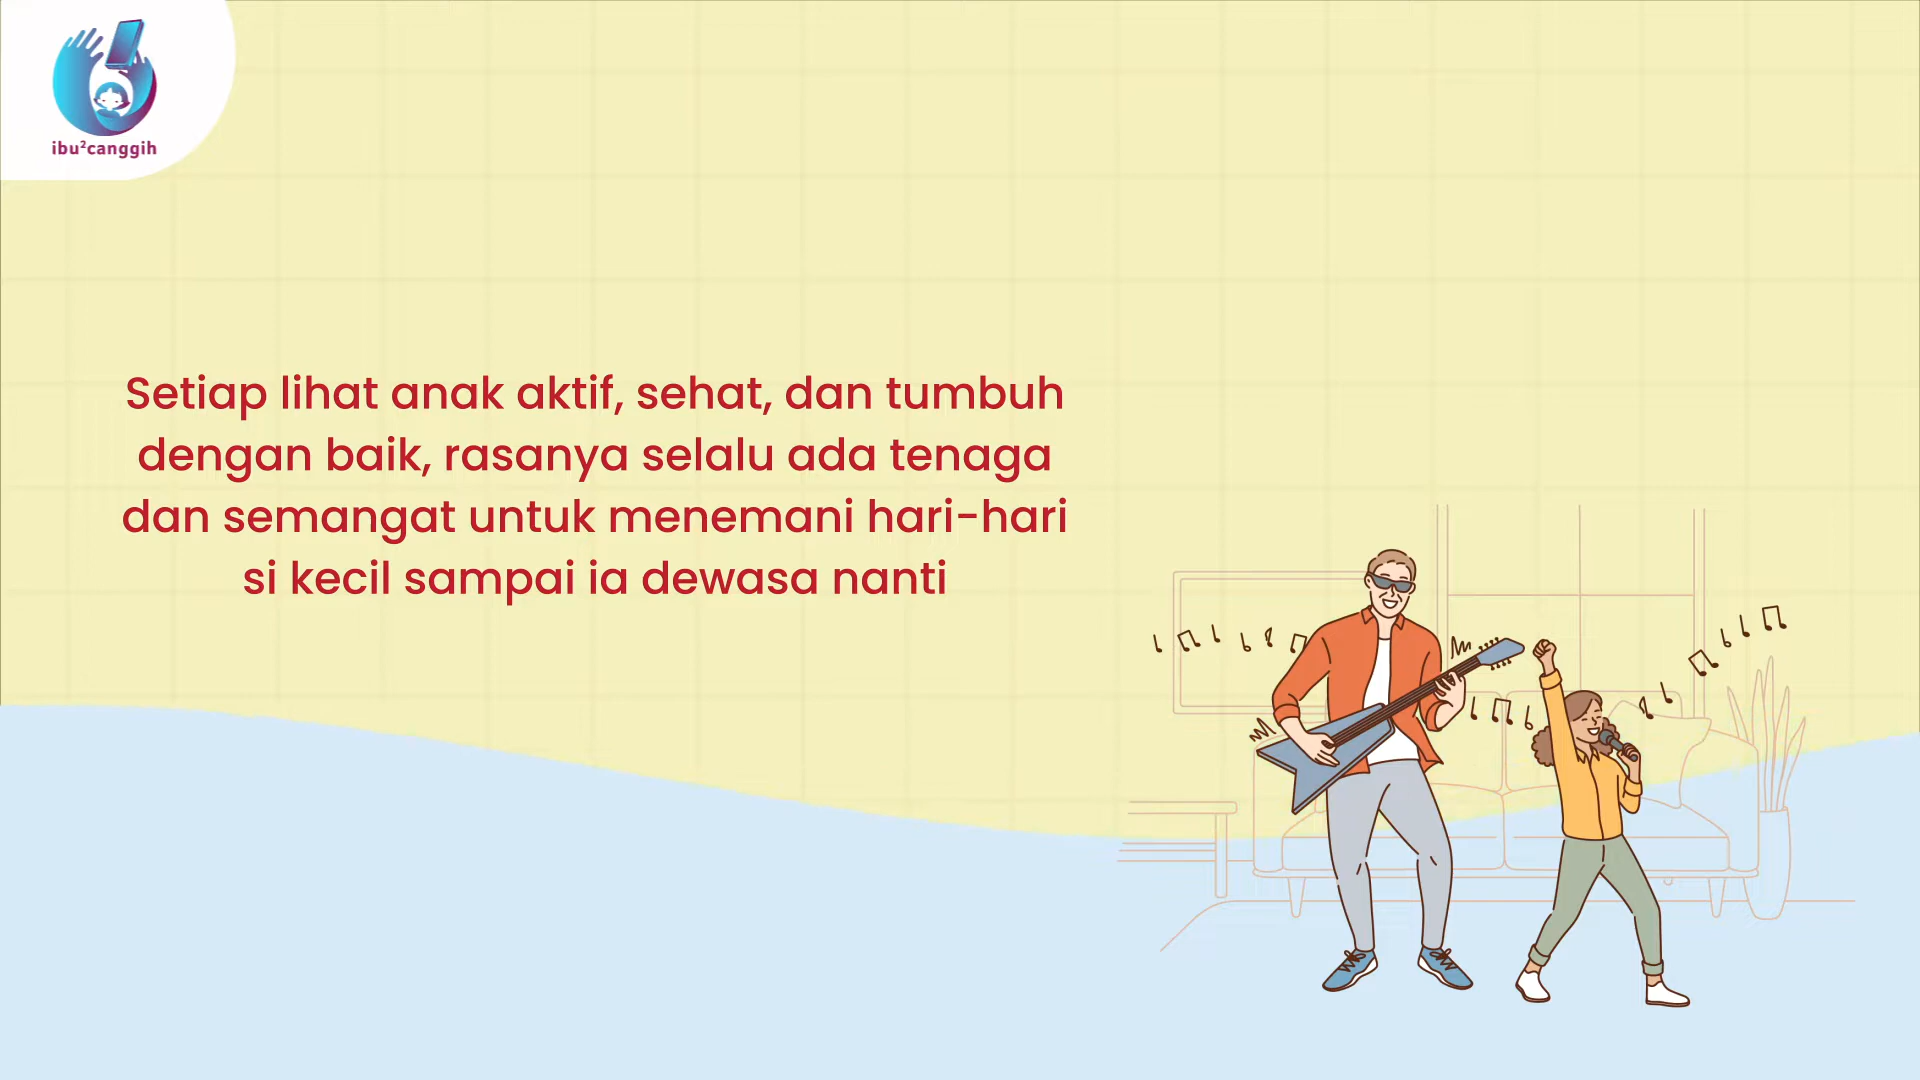 ibu²canggih
Setiap lihat anak aktif, sehat, dan tumbuh
dengan baik, rasanya selalu ada tenaga
dan semangat untuk menemani hari-hari
si kecil sampai ia dewasa nanti